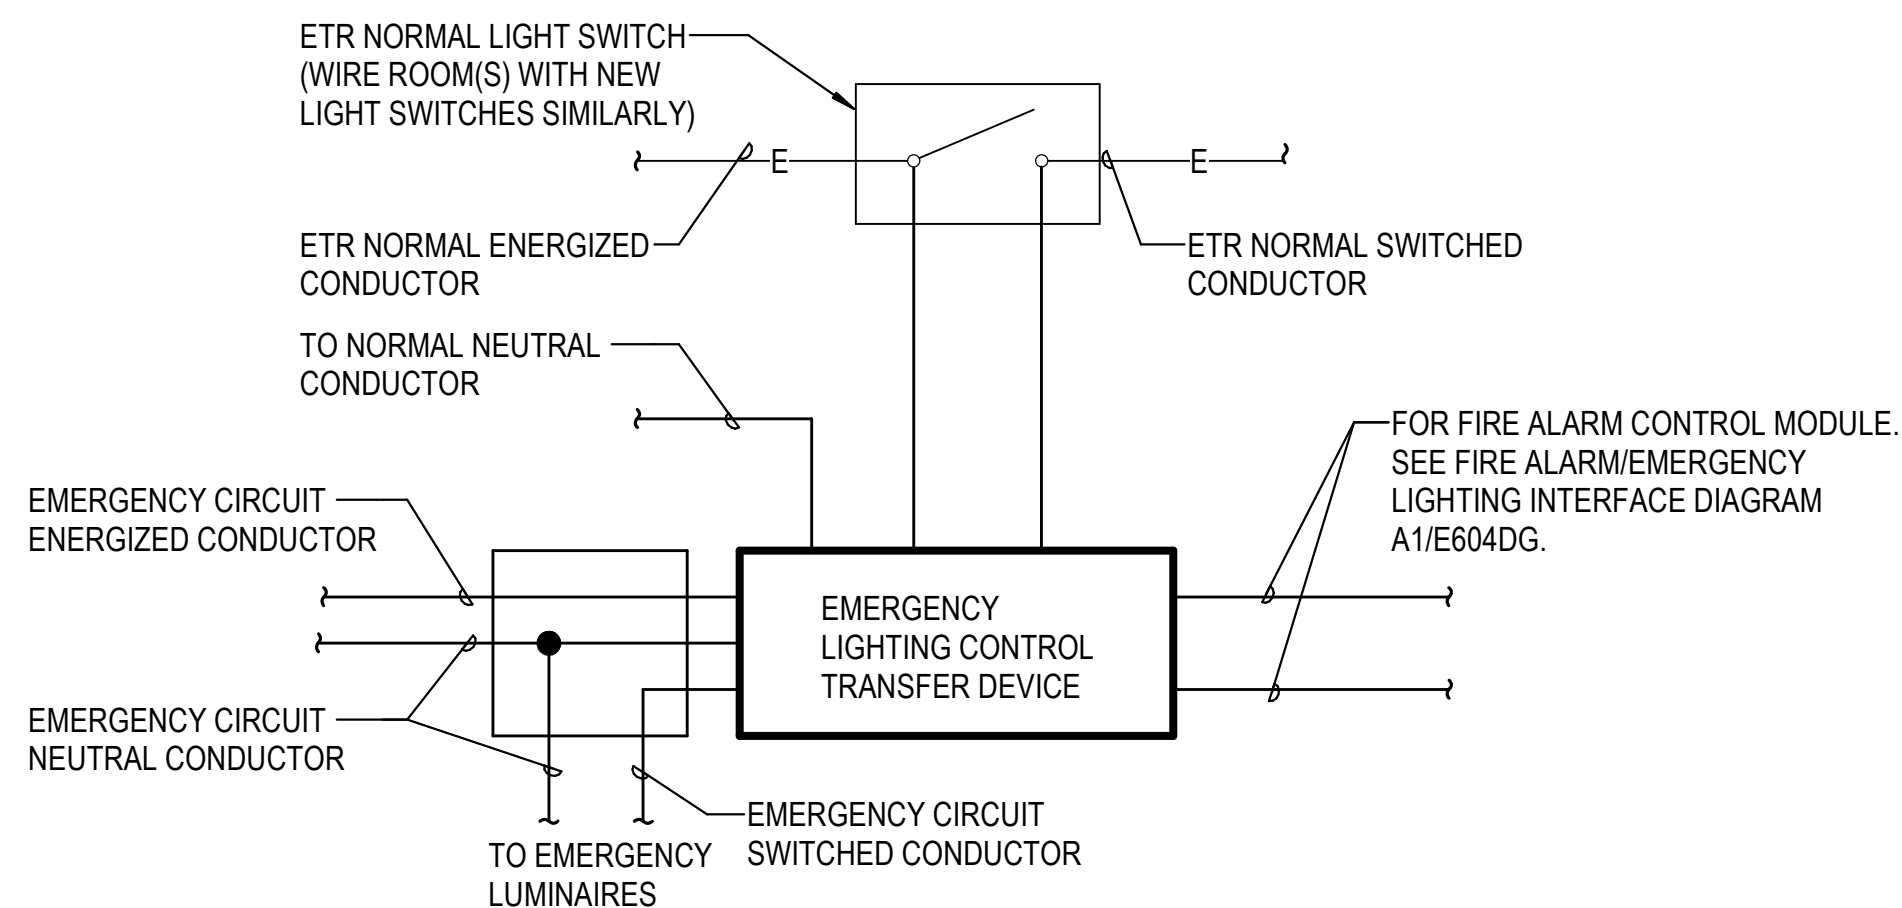 ETR NORMAL LIGHT SWITCH
(WIRE ROOM(S) WITH NEW
LIGHT SWITCHES SIMILARLY)
E
E
ETR NORMAL ENERGIZED
CONDUCTOR
ETR NORMAL SWITCHED
CONDUCTOR
TO NORMAL NEUTRAL
CONDUCTOR
FOR FIRE ALARM CONTROL MODULE.
SEE FIRE ALARM/EMERGENCY
LIGHTING INTERFACE DIAGRAM
A1/E604DG.
EMERGENCY CIRCUIT
ENERGIZED CONDUCTOR
EMERGENCY
LIGHTING CONTROL
TRANSFER DEVICE
EMERGENCY CIRCUIT
NEUTRAL CONDUCTOR
EMERGENCY CIRCUIT
SWITCHED CONDUCTOR
TO EMERGENCY
LUMINAIRES